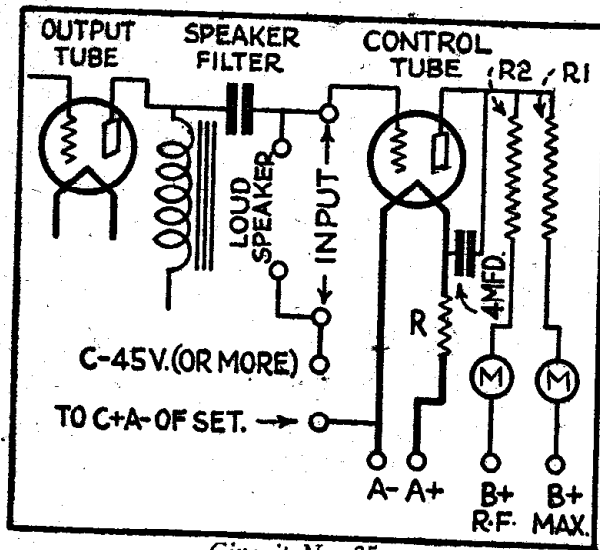 OUTPUT
TUBE
SPEAKER
FILTER
CONTROL
TUBE
R2
R1
LOUD
SPEAKER
INPUT
4MFD.
R
C-45V.(OR MORE)
M
M
TO C+A-OF SET.
A-
A+
B+
R.F.
B+
MAX.